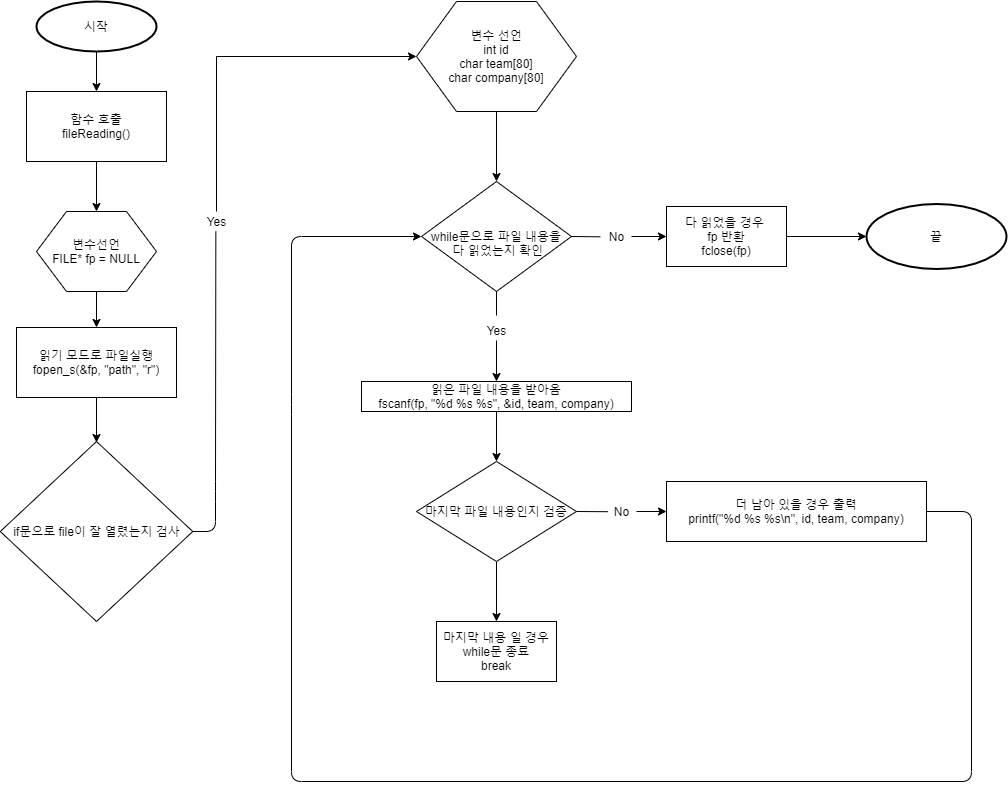 시작
함수 호출
fileReading()
변수선언
FILE* fp = NULL
읽기 모드로 파일실행
fopen_s(&fp, "path", "r")
if문으로 file이 잘 열렸는지 검사
Yes
변수 선언
int id
char team[80]
char company[80]
while문으로 파일 내용을
다 읽었는지 확인
No
다 읽었을 경우
fp 반환
fclose(fp)
끝
Yes
읽은 파일 내용을 받아옴
fscanf(fp, "%d %s %s", &id, team, company)
마지막 파일 내용인지 검증
No
더 남아 있을 경우 출력
printf("%d %s %s\n", id, team, company)
마지막 내용 일 경우
while문 종료
break